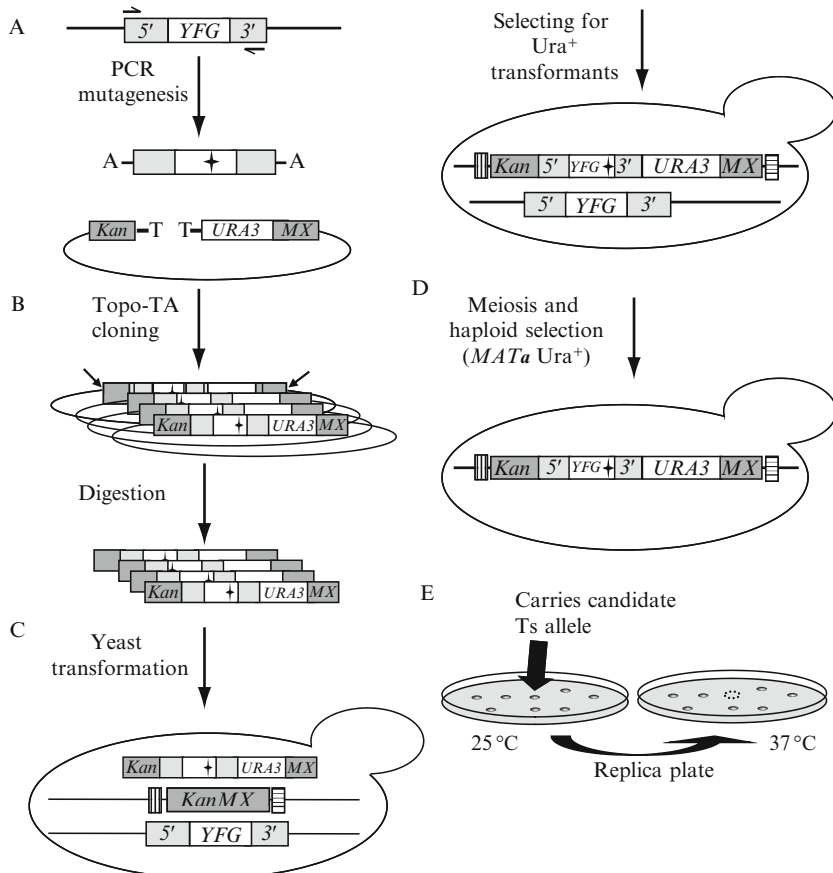 A
5' YFG 3'
PCR
mutagenesis
A A
Kan T T URA3 MX
B
Topo-TA
cloning
Kan URA3 MX
Digestion
Kan URA3 MX
C
Yeast
transformation
Kan URA3 MX
KanMX
5' YFG 3'
Selecting for
Ura⁺
transformants
Kan 5' YFG 3' URA3 MX
5' YFG 3'
D
Meiosis and
haploid selection
(MATa Ura⁺)
Kan 5' YFG 3' URA3 MX
E
Carries candidate
Ts allele
25 °C 37 °C
Replica plate